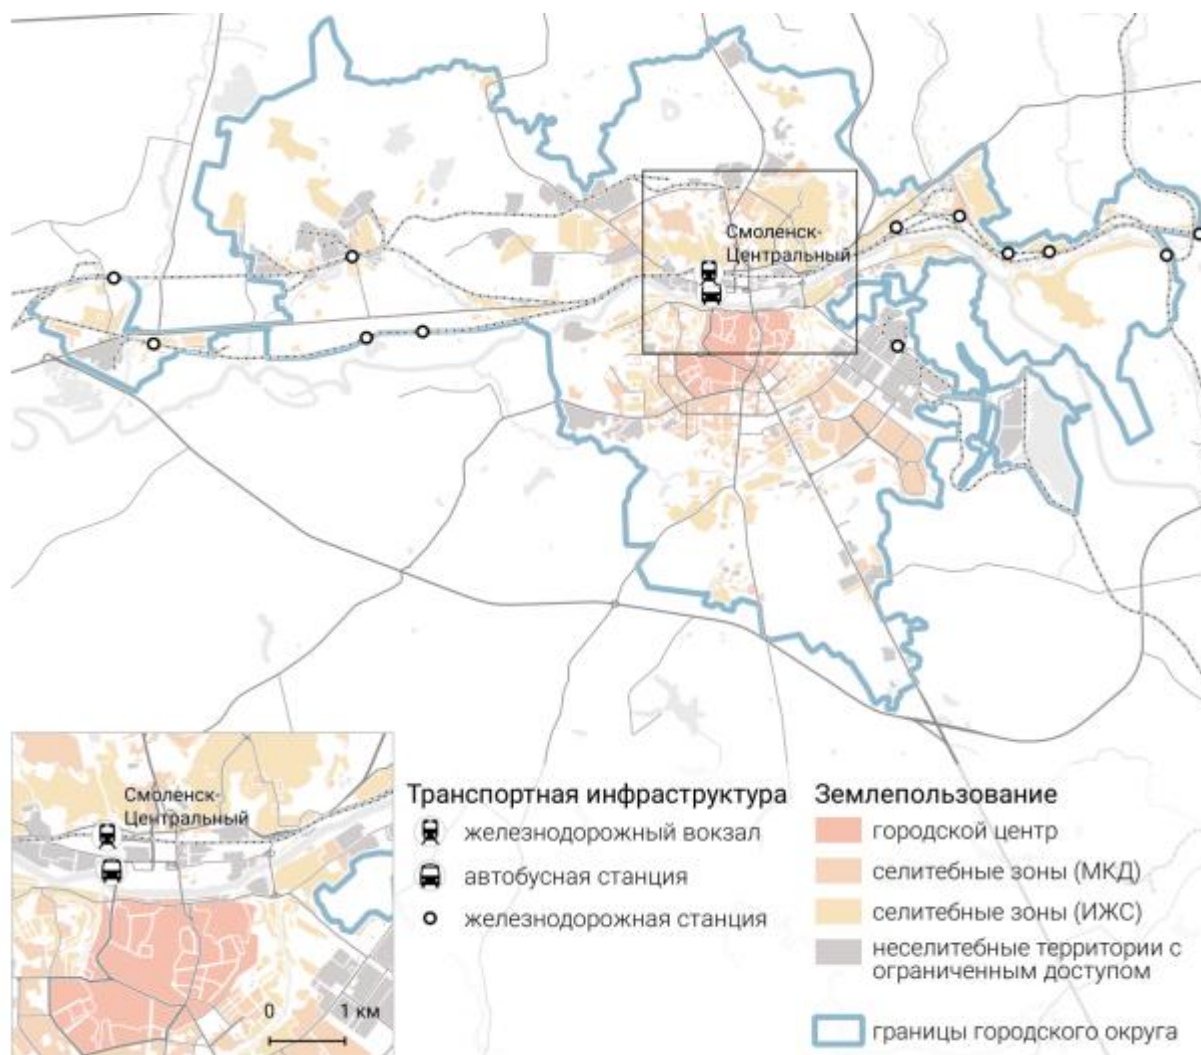 Смоленск-
Центральный
Смоленск-
Центральный
0 1 км
Транспортная инфраструктура
железнодорожный вокзал
автобусная станция
железнодорожная станция
Землепользование
городской центр
селитебные зоны (МКД)
селитебные зоны (ИЖС)
неселитебные территории с
ограниченным доступом
границы городского округа